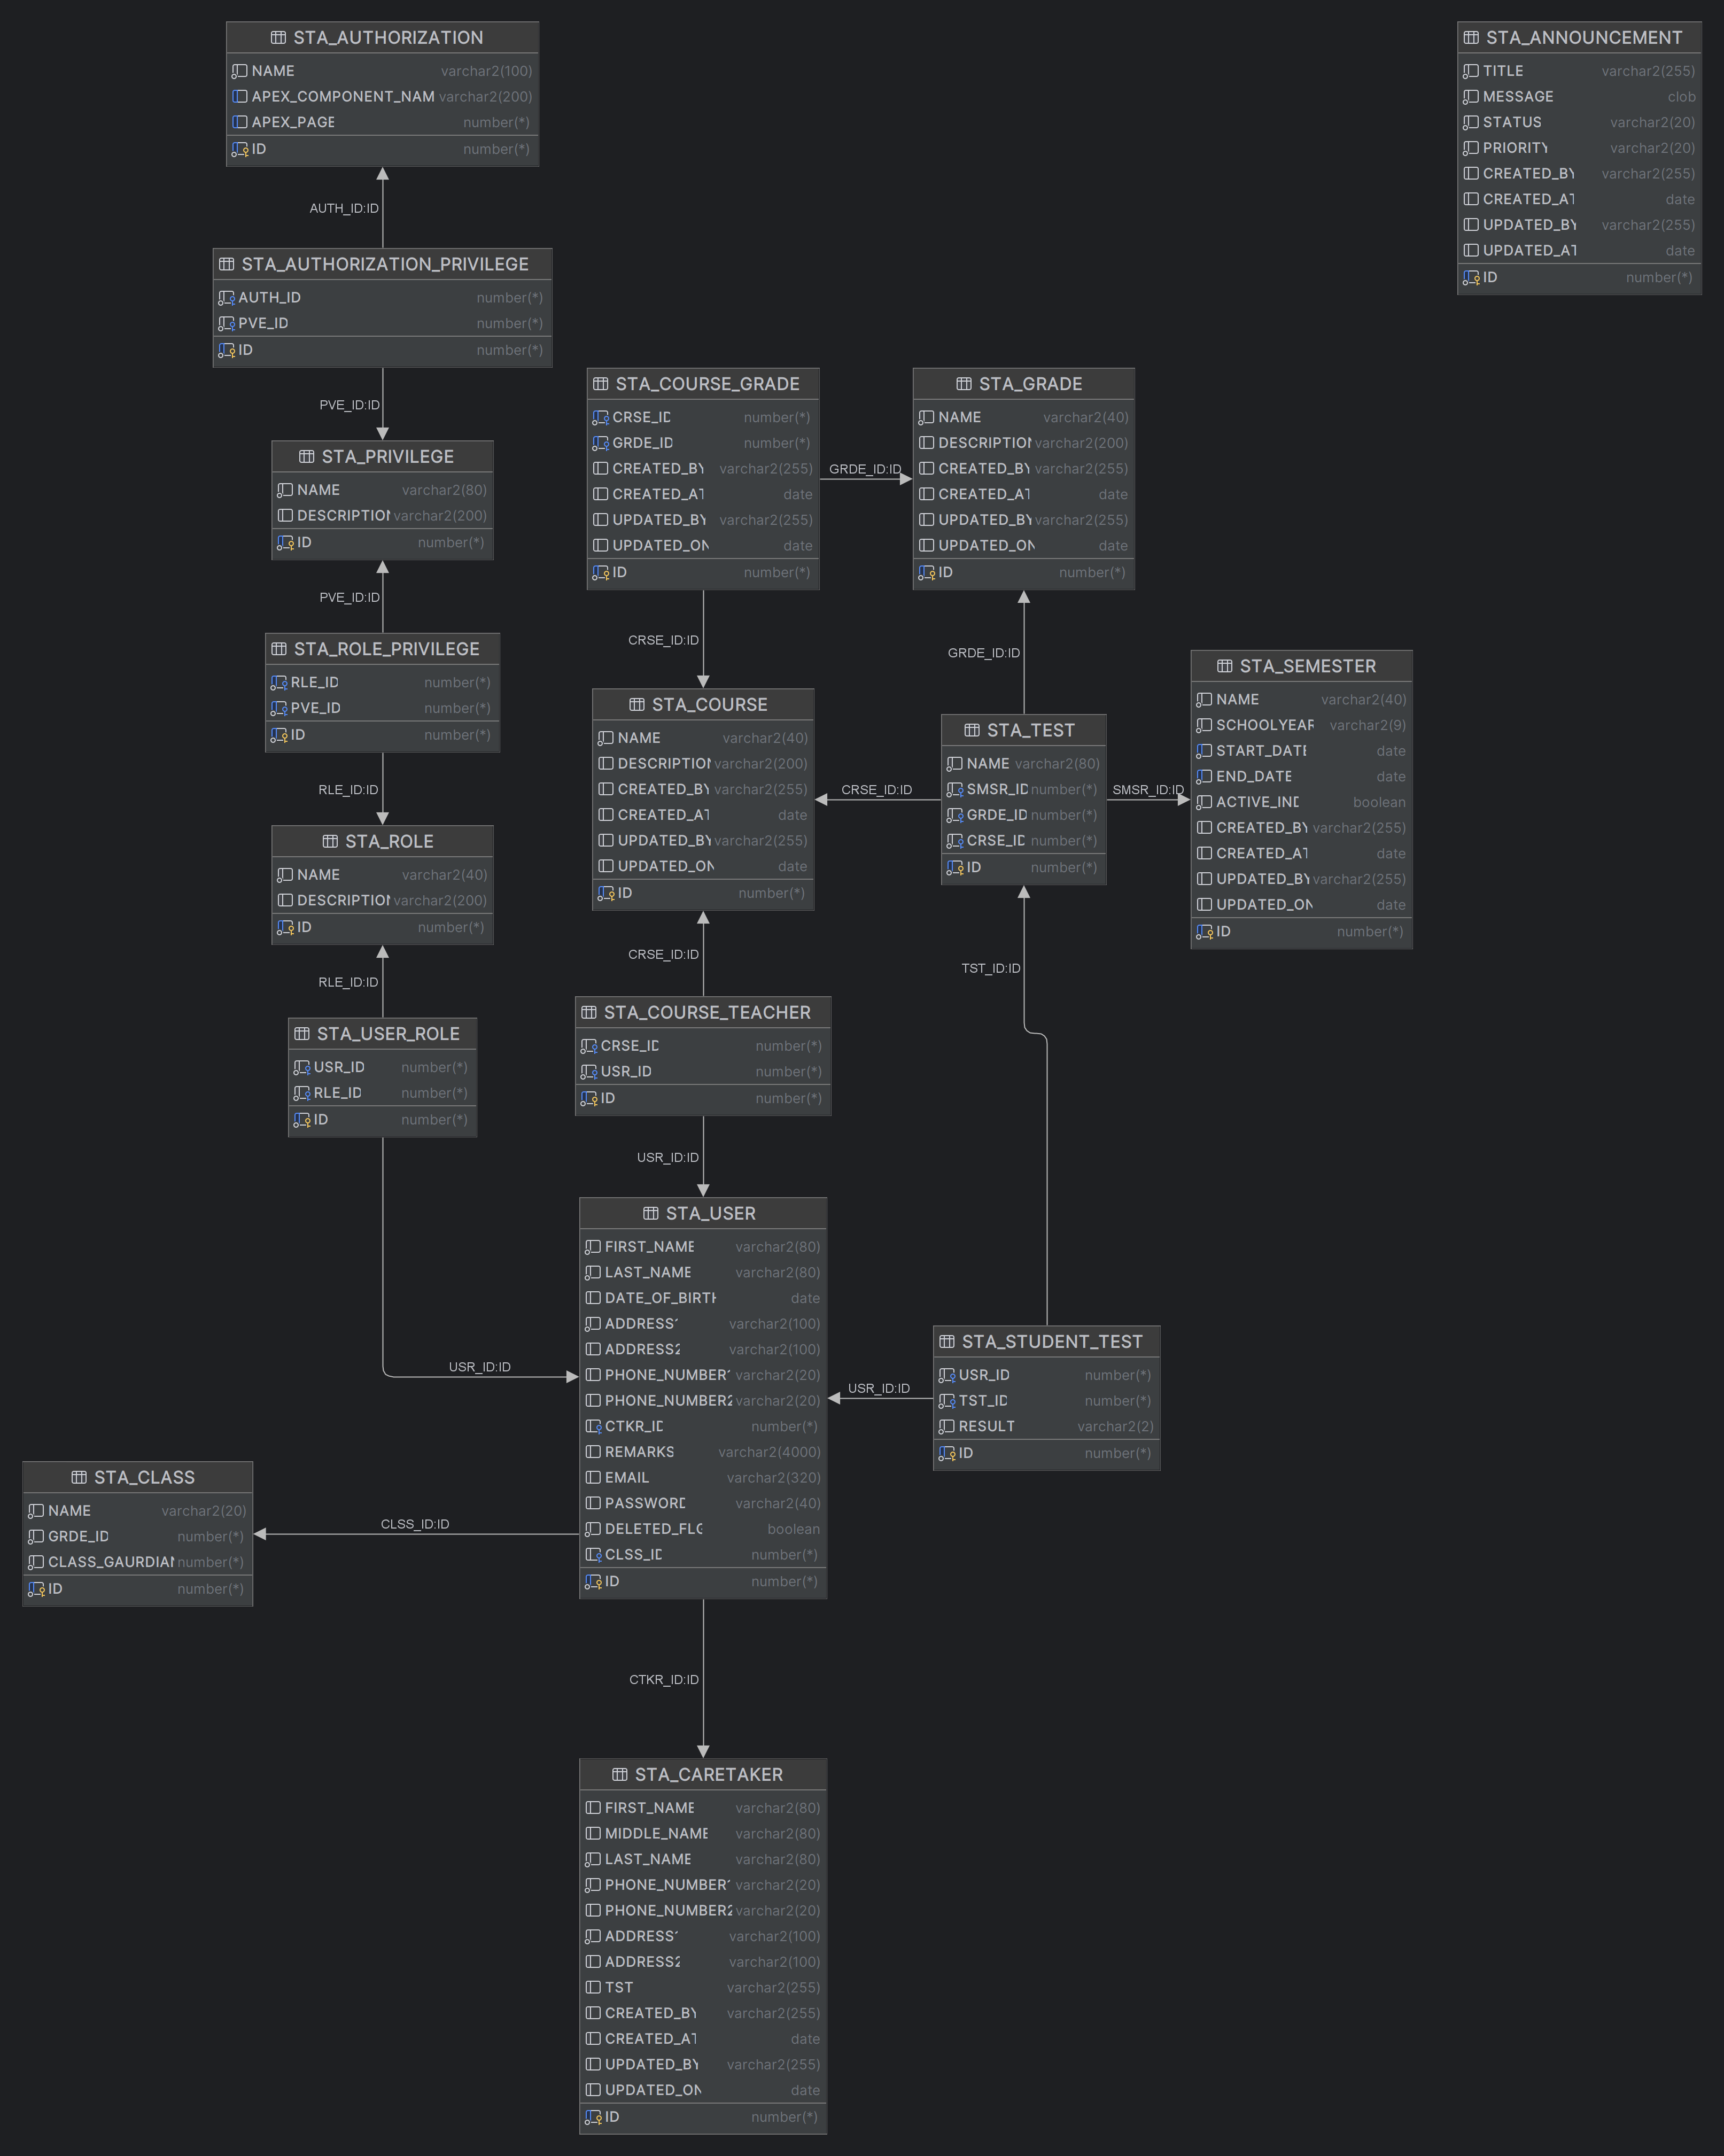 STA_AUTHORIZATION
NAME varchar2(100)
APEX_COMPONENT_NAM varchar2(200)
APEX_PAGE number(*)
ID number(*)
STA_ANNOUNCEMENT
TITLE varchar2(255)
MESSAGE clob
STATUS varchar2(20)
PRIORITY varchar2(20)
CREATED_BY varchar2(255)
CREATED_AT date
UPDATED_BY varchar2(255)
UPDATED_AT date
ID number(*)
AUTH_ID:ID
STA_AUTHORIZATION_PRIVILEGE
AUTH_ID number(*)
PVE_ID number(*)
ID number(*)
PVE_ID:ID
STA_PRIVILEGE
NAME varchar2(80)
DESCRIPTION varchar2(200)
ID number(*)
PVE_ID:ID
STA_ROLE_PRIVILEGE
RLE_ID number(*)
PVE_ID number(*)
ID number(*)
RLE_ID:ID
STA_ROLE
NAME varchar2(40)
DESCRIPTION varchar2(200)
ID number(*)
RLE_ID:ID
STA_USER_ROLE
USR_ID number(*)
RLE_ID number(*)
ID number(*)
USR_ID:ID
STA_COURSE_GRADE
CRSE_ID number(*)
GRDE_ID number(*)
CREATED_BY varchar2(255)
CREATED_AT date
UPDATED_BY varchar2(255)
UPDATED_ON date
ID number(*)
GRDE_ID:ID
STA_GRADE
NAME varchar2(40)
DESCRIPTION varchar2(200)
CREATED_BY varchar2(255)
CREATED_AT date
UPDATED_BY varchar2(255)
UPDATED_ON date
ID number(*)
CRSE_ID:ID
GRDE_ID:ID
STA_COURSE
NAME varchar2(40)
DESCRIPTION varchar2(200)
CREATED_BY varchar2(255)
CREATED_AT date
UPDATED_BY varchar2(255)
UPDATED_ON date
ID number(*)
CRSE_ID:ID
STA_TEST
NAME varchar2(80)
SMSR_ID number(*)
GRDE_ID number(*)
CRSE_ID number(*)
ID number(*)
SMSR_ID:ID
STA_SEMESTER
NAME varchar2(40)
SCHOOLYEAR varchar2(9)
START_DATE date
END_DATE date
ACTIVE_IND boolean
CREATED_BY varchar2(255)
CREATED_AT date
UPDATED_BY varchar2(255)
UPDATED_ON date
ID number(*)
CRSE_ID:ID
TST_ID:ID
STA_COURSE_TEACHER
CRSE_ID number(*)
USR_ID number(*)
ID number(*)
USR_ID:ID
STA_USER
FIRST_NAME varchar2(80)
LAST_NAME varchar2(80)
DATE_OF_BIRTH date
ADDRESS1 varchar2(100)
ADDRESS2 varchar2(100)
PHONE_NUMBER1 varchar2(20)
PHONE_NUMBER2 varchar2(20)
CTKR_ID number(*)
REMARKS varchar2(4000)
EMAIL varchar2(320)
PASSWORD varchar2(40)
DELETED_FLG boolean
CLSS_ID number(*)
ID number(*)
USR_ID:ID
STA_STUDENT_TEST
USR_ID number(*)
TST_ID number(*)
RESULT varchar2(2)
ID number(*)
STA_CLASS
NAME varchar2(20)
GRDE_ID number(*)
CLASS_GAURDIAN number(*)
ID number(*)
CLSS_ID:ID
CTKR_ID:ID
STA_CARETAKER
FIRST_NAME varchar2(80)
MIDDLE_NAME varchar2(80)
LAST_NAME varchar2(80)
PHONE_NUMBER1 varchar2(20)
PHONE_NUMBER2 varchar2(20)
ADDRESS1 varchar2(100)
ADDRESS2 varchar2(100)
TST varchar2(255)
CREATED_BY varchar2(255)
CREATED_AT date
UPDATED_BY varchar2(255)
UPDATED_ON date
ID number(*)